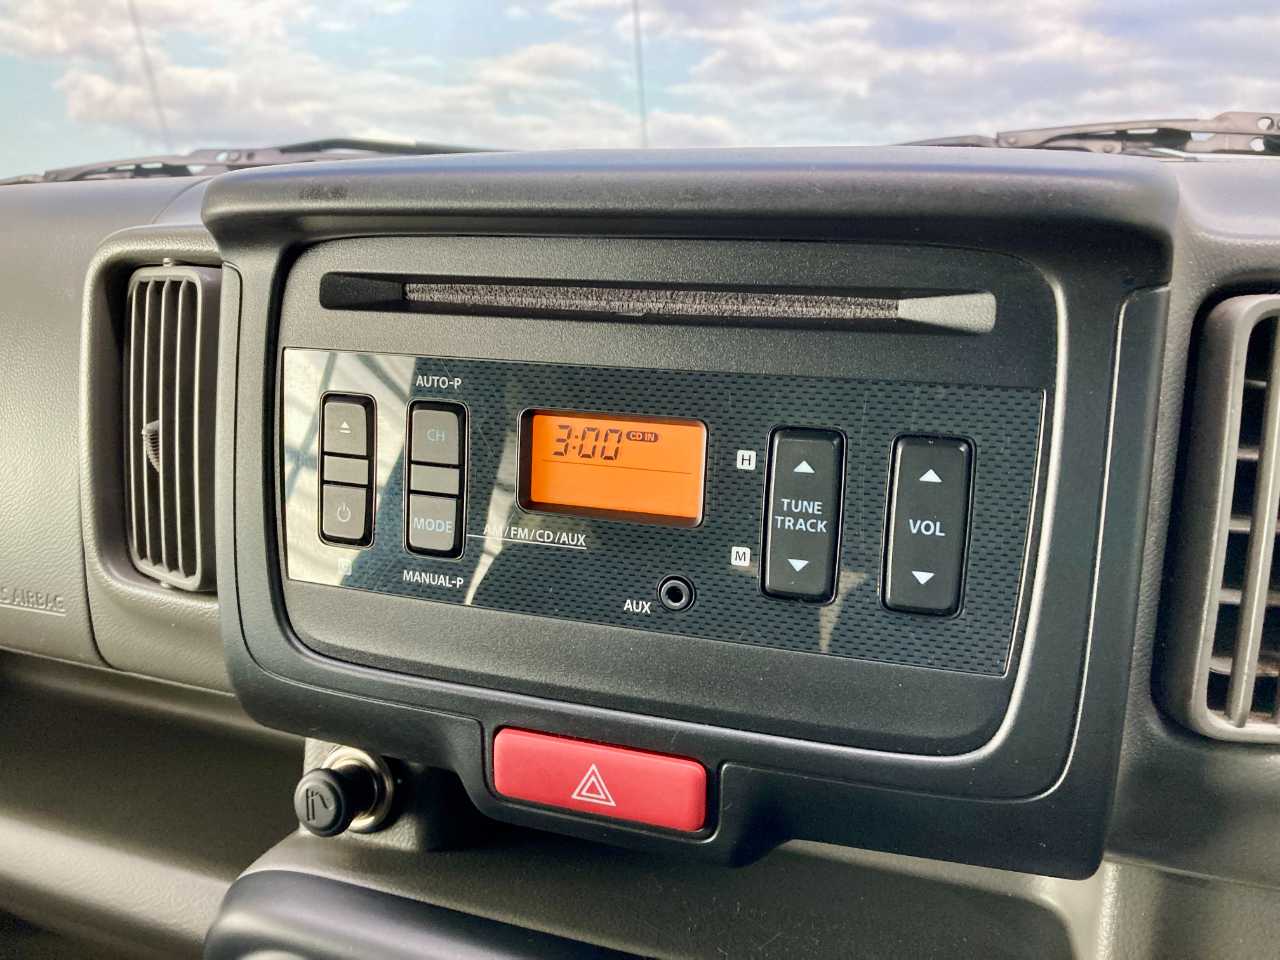 AUTO-P
CH
MODE
AM/FM/CD/AUX
MANUAL-P
3:00 CD IN
H
M
AUX
TUNE
TRACK
VOL
AIRBAG